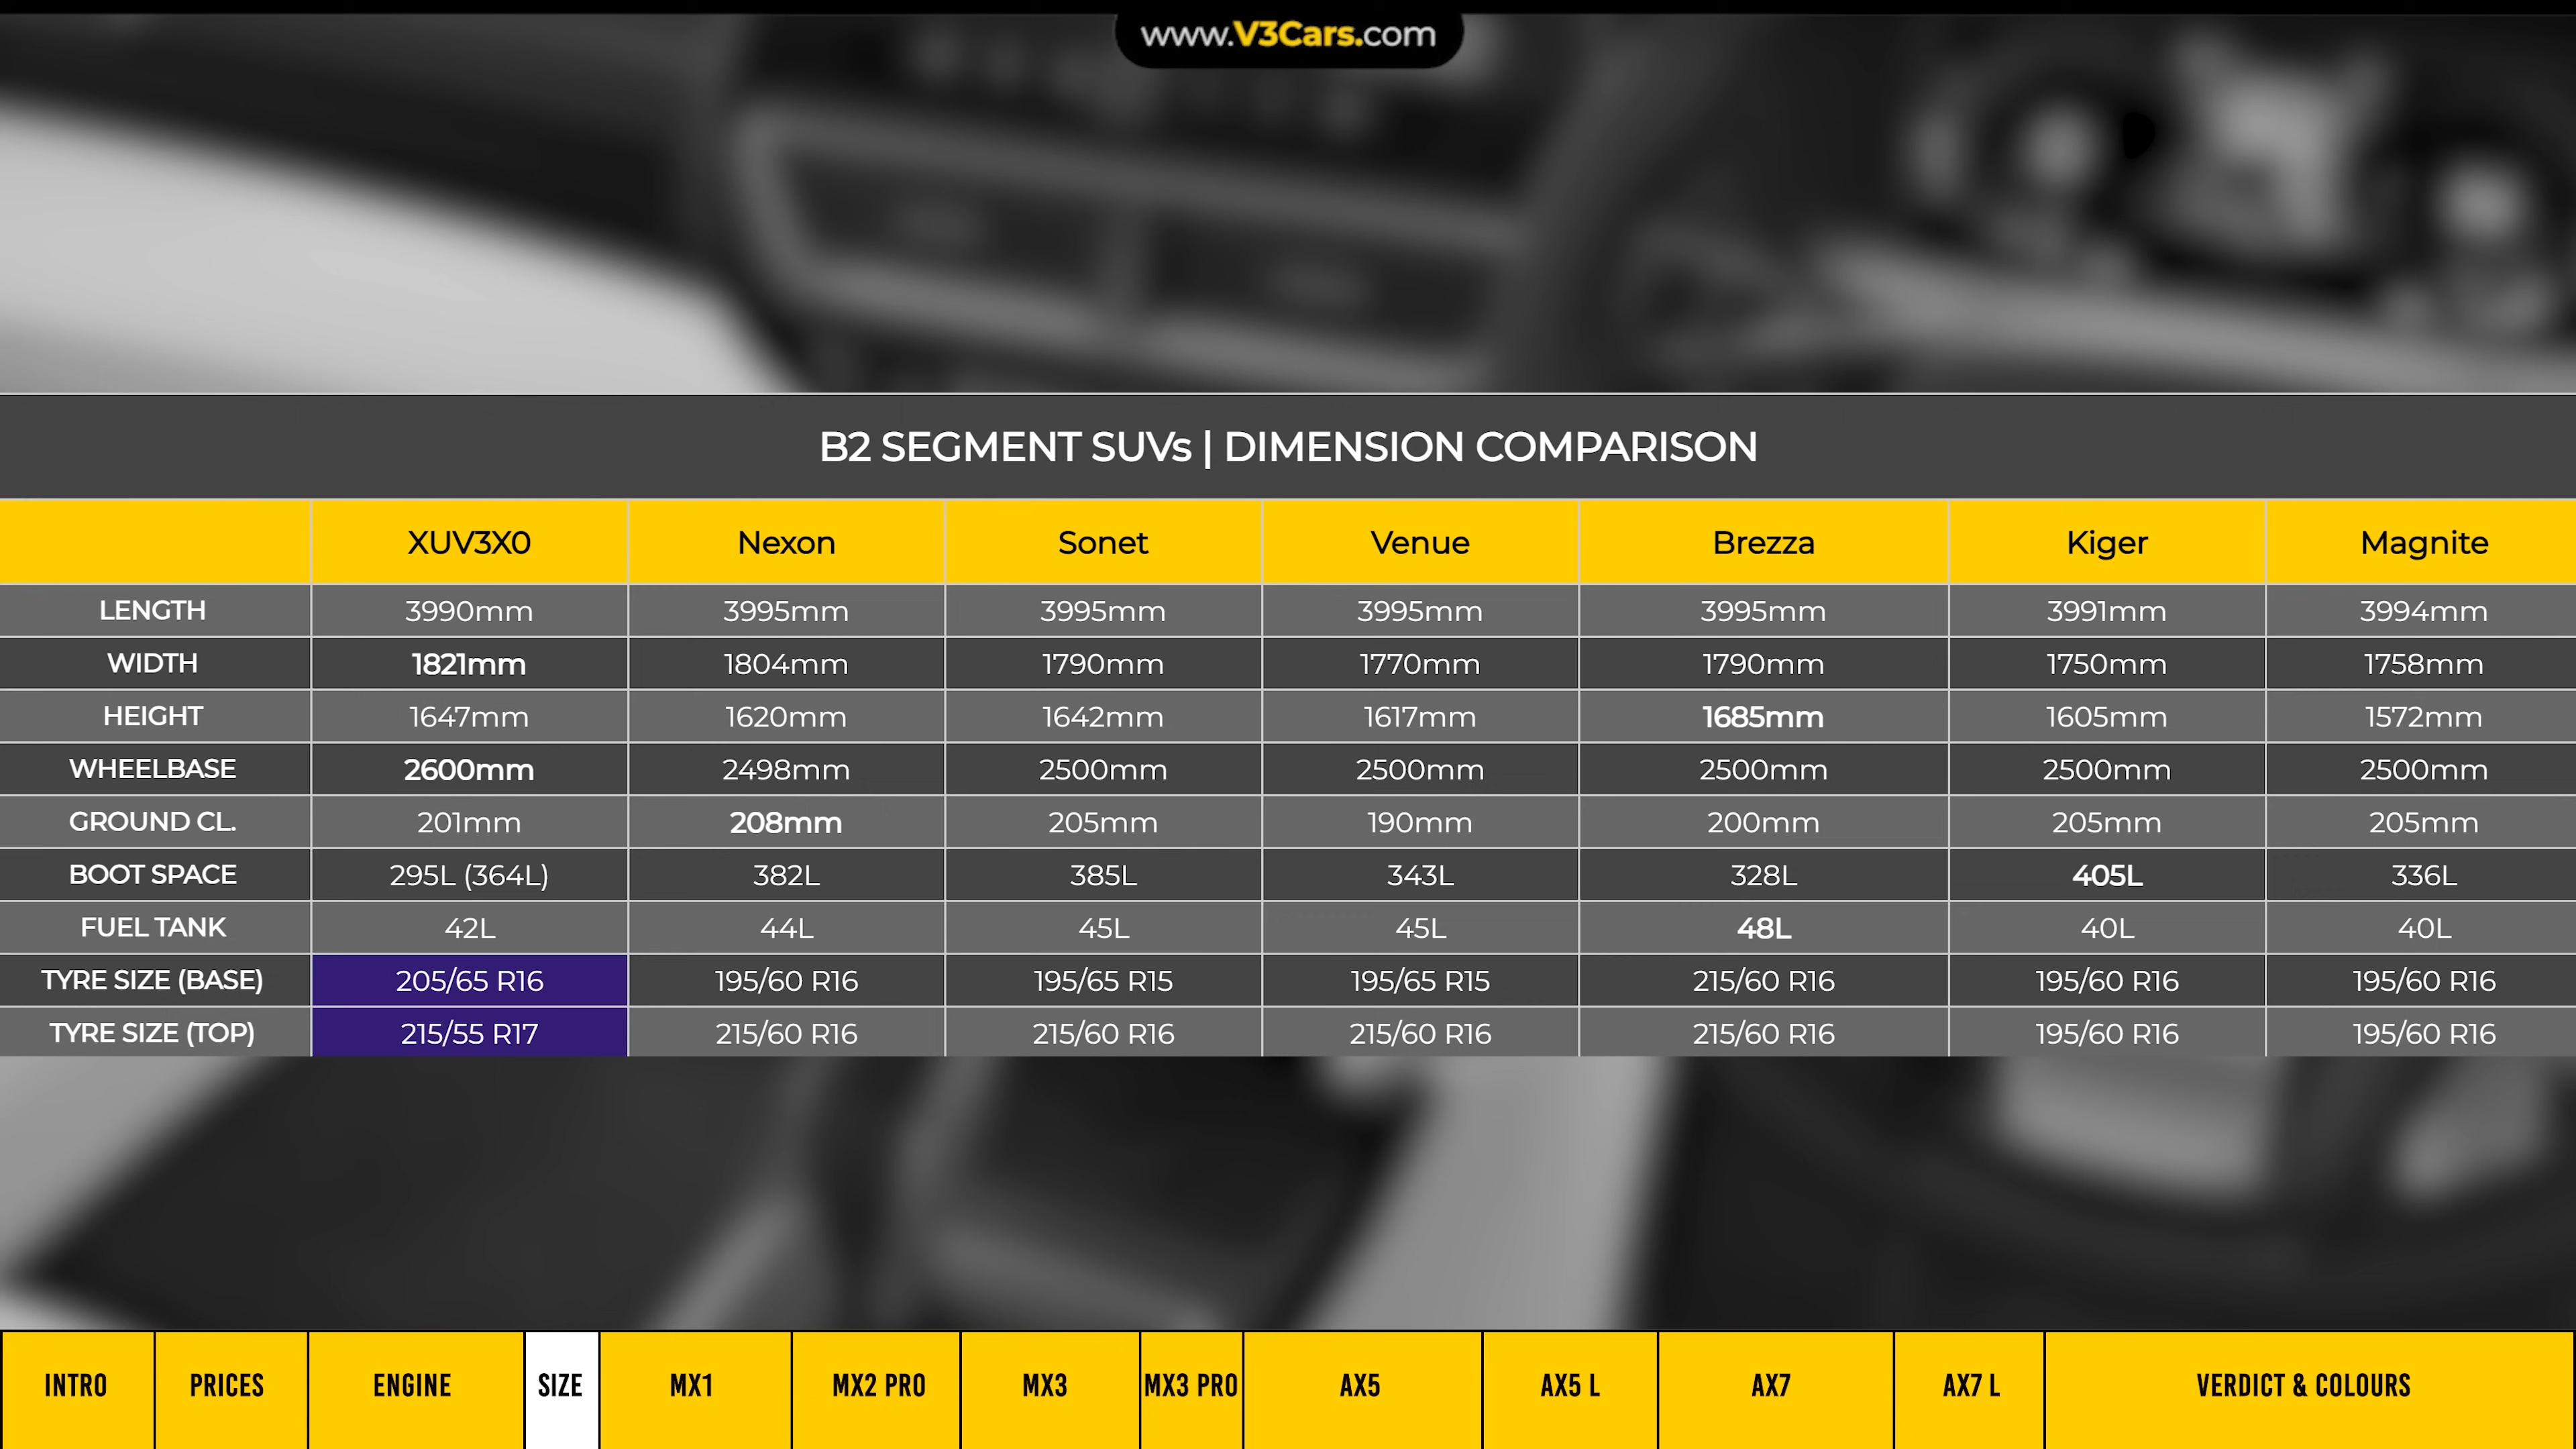 www.V3Cars.com
B2 SEGMENT SUVs | DIMENSION COMPARISON
XUV3X0 Nexon Sonet Venue Brezza Kiger Magnite
LENGTH 3990mm 3995mm 3995mm 3995mm 3995mm 3991mm 3994mm
WIDTH 1821mm 1804mm 1790mm 1770mm 1790mm 1750mm 1758mm
HEIGHT 1647mm 1620mm 1642mm 1617mm 1685mm 1605mm 1572mm
WHEELBASE 2600mm 2498mm 2500mm 2500mm 2500mm 2500mm 2500mm
GROUND CL. 201mm 208mm 205mm 190mm 200mm 205mm 205mm
BOOT SPACE 295L (364L) 382L 385L 343L 328L 405L 336L
FUEL TANK 42L 44L 45L 45L 48L 40L 40L
TYRE SIZE (BASE) 205/65 R16 195/60 R16 195/65 R15 195/65 R15 215/60 R16 195/60 R16 195/60 R16
TYRE SIZE (TOP) 215/55 R17 215/60 R16 215/60 R16 215/60 R16 215/60 R16 195/60 R16 195/60 R16
INTRO PRICES ENGINE SIZE MX1 MX2 PRO MX3 MX3 PRO AX5 AX5 L AX7 AX7 L VERDICT & COLOURS